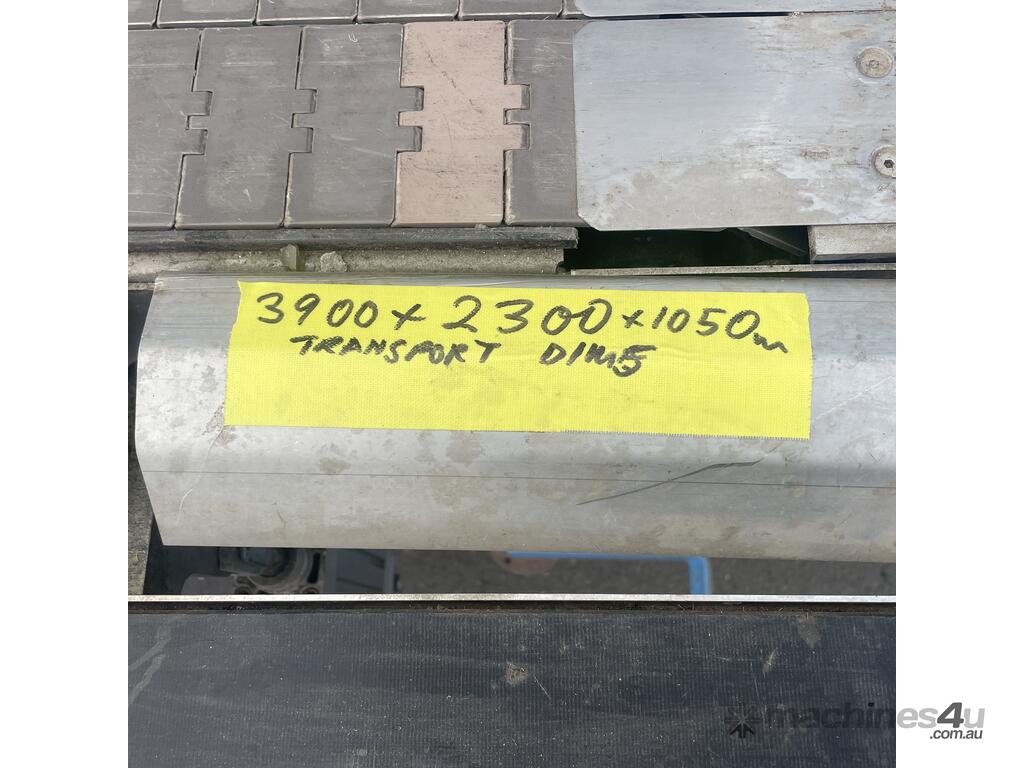 3900 x 2300 x 1050m
TRANSPORT DIMS
machines4u
.com.au